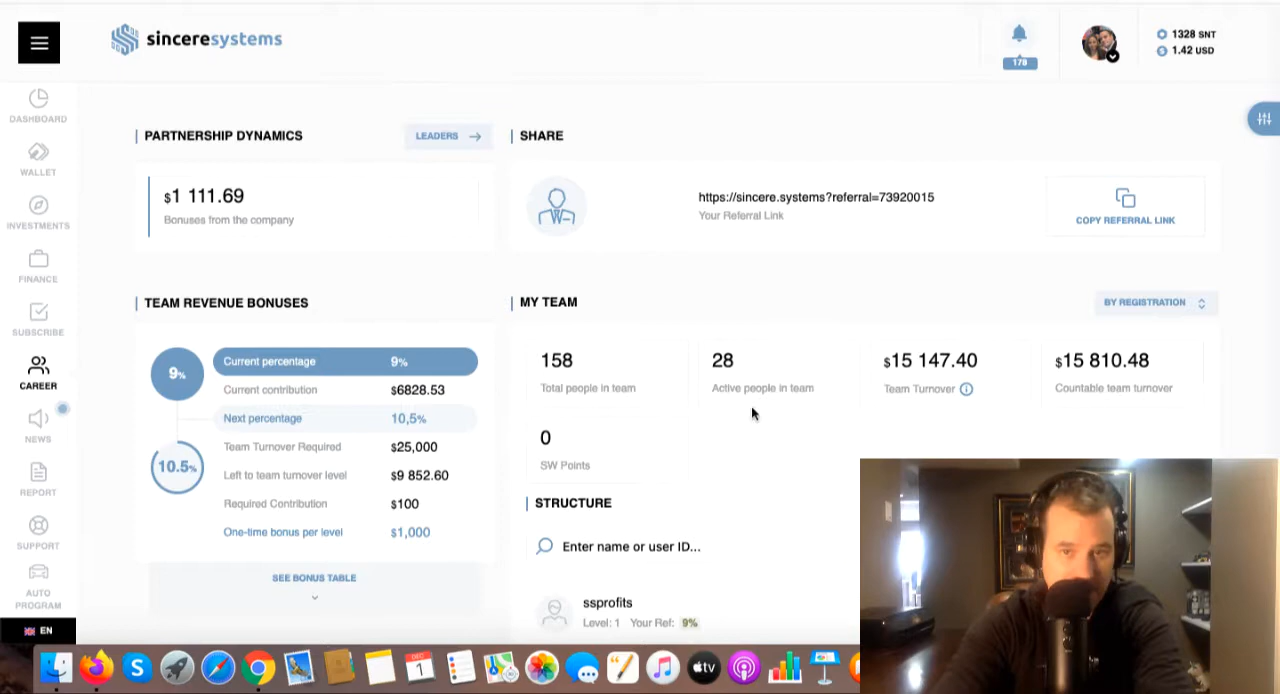 sinceresystems
178
1328 SNT
1.42 USD
DASHBOARD
WALLET
INVESTMENTS
FINANCE
SUBSCRIBE
CAREER
NEWS
REPORT
SUPPORT
AUTO
PROGRAM
EN
PARTNERSHIP DYNAMICS
LEADERS
$1 111.69
Bonuses from the company
SHARE
https://sincere.systems?referral=73920015
Your Referral Link
COPY REFERRAL LINK
TEAM REVENUE BONUSES
9%
Current percentage 9%
Current contribution $6828.53
Next percentage 10,5%
10.5%
Team Turnover Required $25,000
Left to team turnover level $9 852.60
Required Contribution $100
One-time bonus per level $1,000
SEE BONUS TABLE
MY TEAM
BY REGISTRATION
158
Total people in team
28
Active people in team
$15 147.40
Team Turnover
$15 810.48
Countable team turnover
0
SW Points
STRUCTURE
Enter name or user ID...
ssprofits
Level: 1 Your Ref: 9%
DEC
1
tv